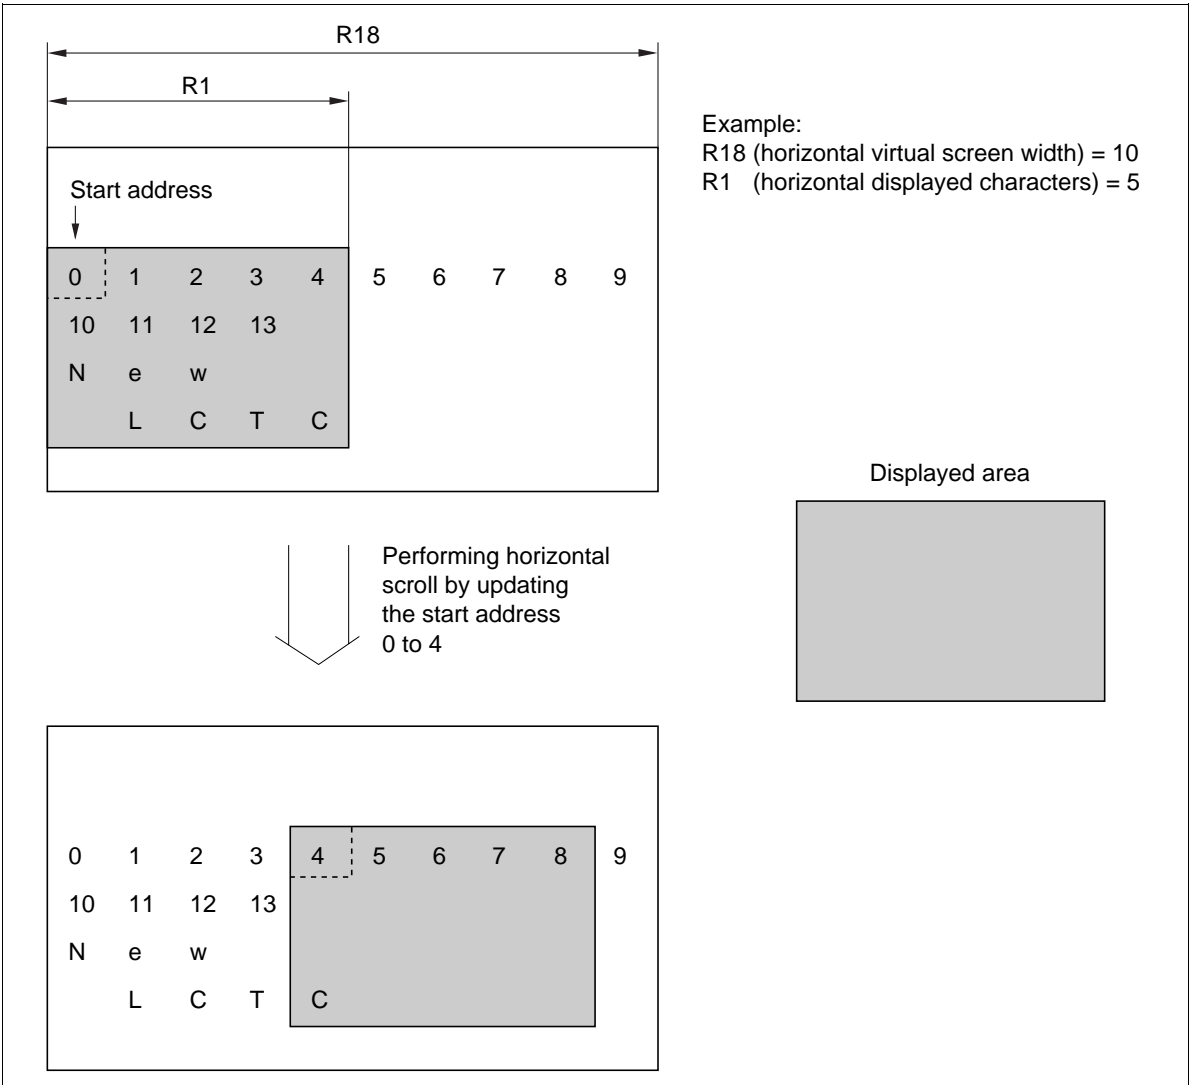 R18
R1
Example:
R18 (horizontal virtual screen width) = 10
R1 (horizontal displayed characters) = 5
Start address
0 1 2 3 4 5 6 7 8 9
10 11 12 13
N e w
L C T C
Displayed area
Performing horizontal
scroll by updating
the start address
0 to 4
0 1 2 3 4 5 6 7 8 9
10 11 12 13
N e w
L C T C